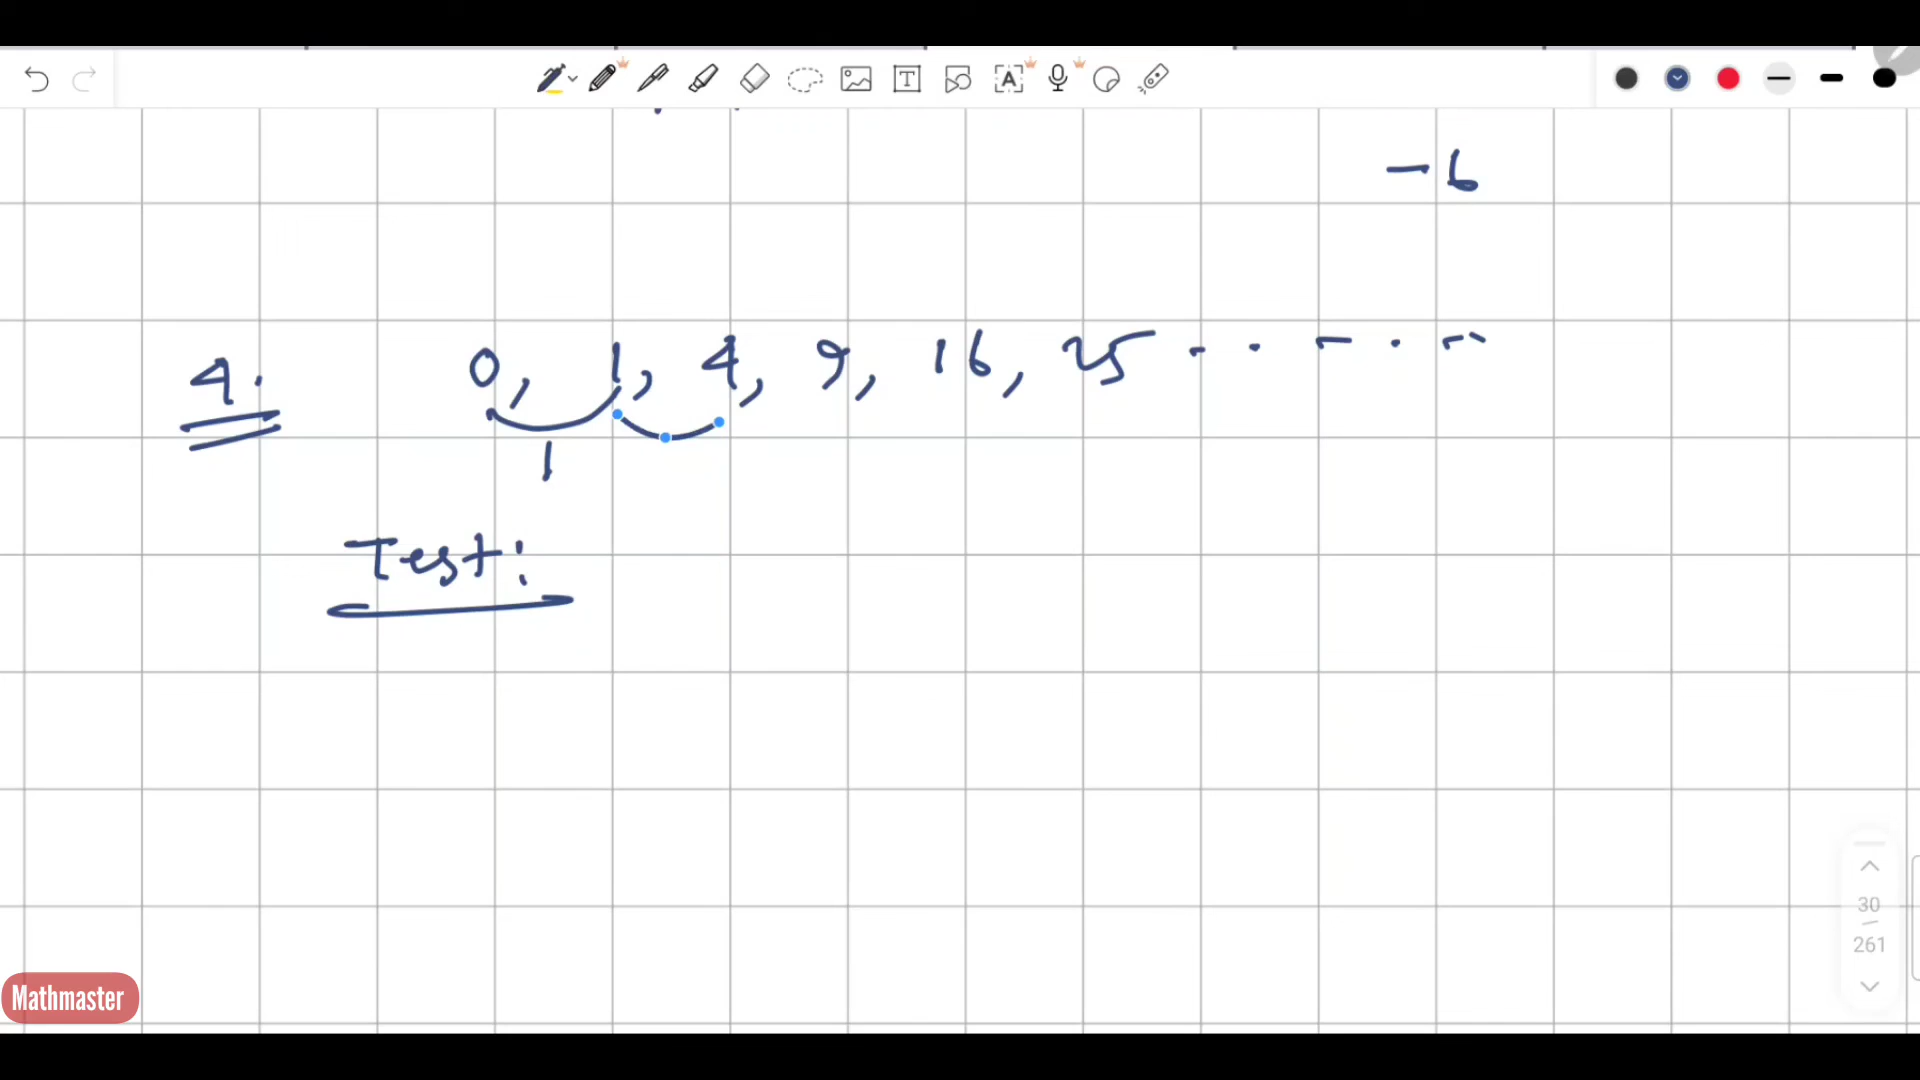 - 6
4. 0, 1, 4, 9, 16, 25 - - - - - -
1
Test:
30
261
Mathmaster